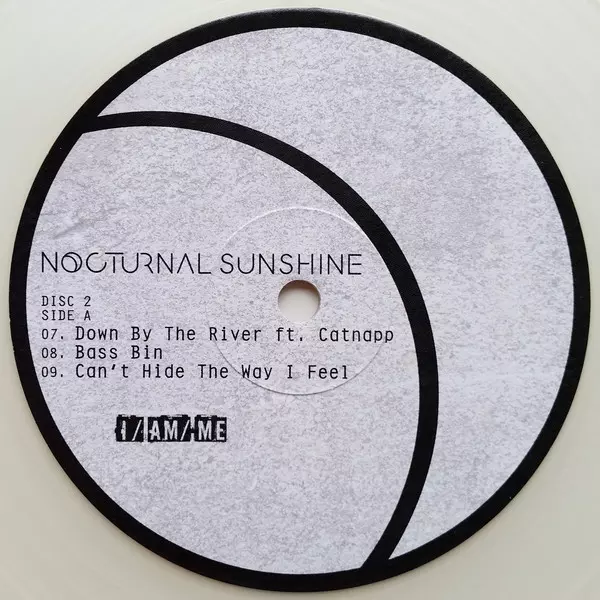 NOCTURNAL SUNSHINE
DISC 2
SIDE A
07. Down By The River ft. Catnapp
08. Bass Bin
09. Can't Hide The Way I Feel
I/AM/ME